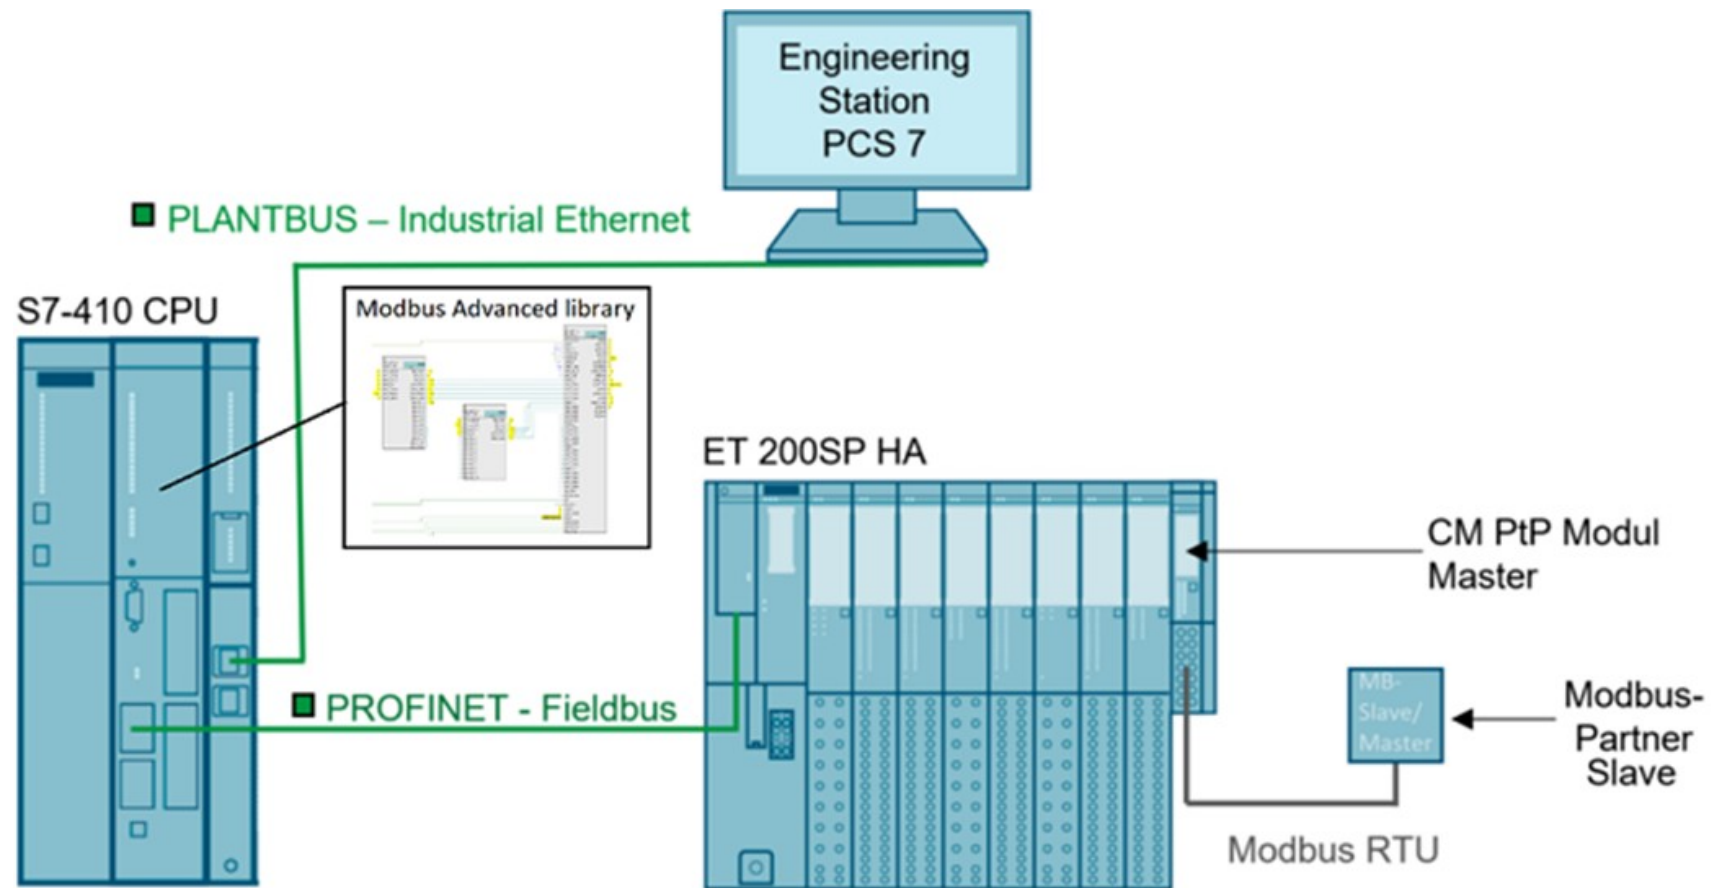 Engineering
Station
PCS 7
PLANTBUS – Industrial Ethernet
S7-410 CPU
Modbus Advanced library
ET 200SP HA
CM PtP Modul
Master
PROFINET - Fieldbus
MB-
Slave/
Master
Modbus-
Partner
Slave
Modbus RTU